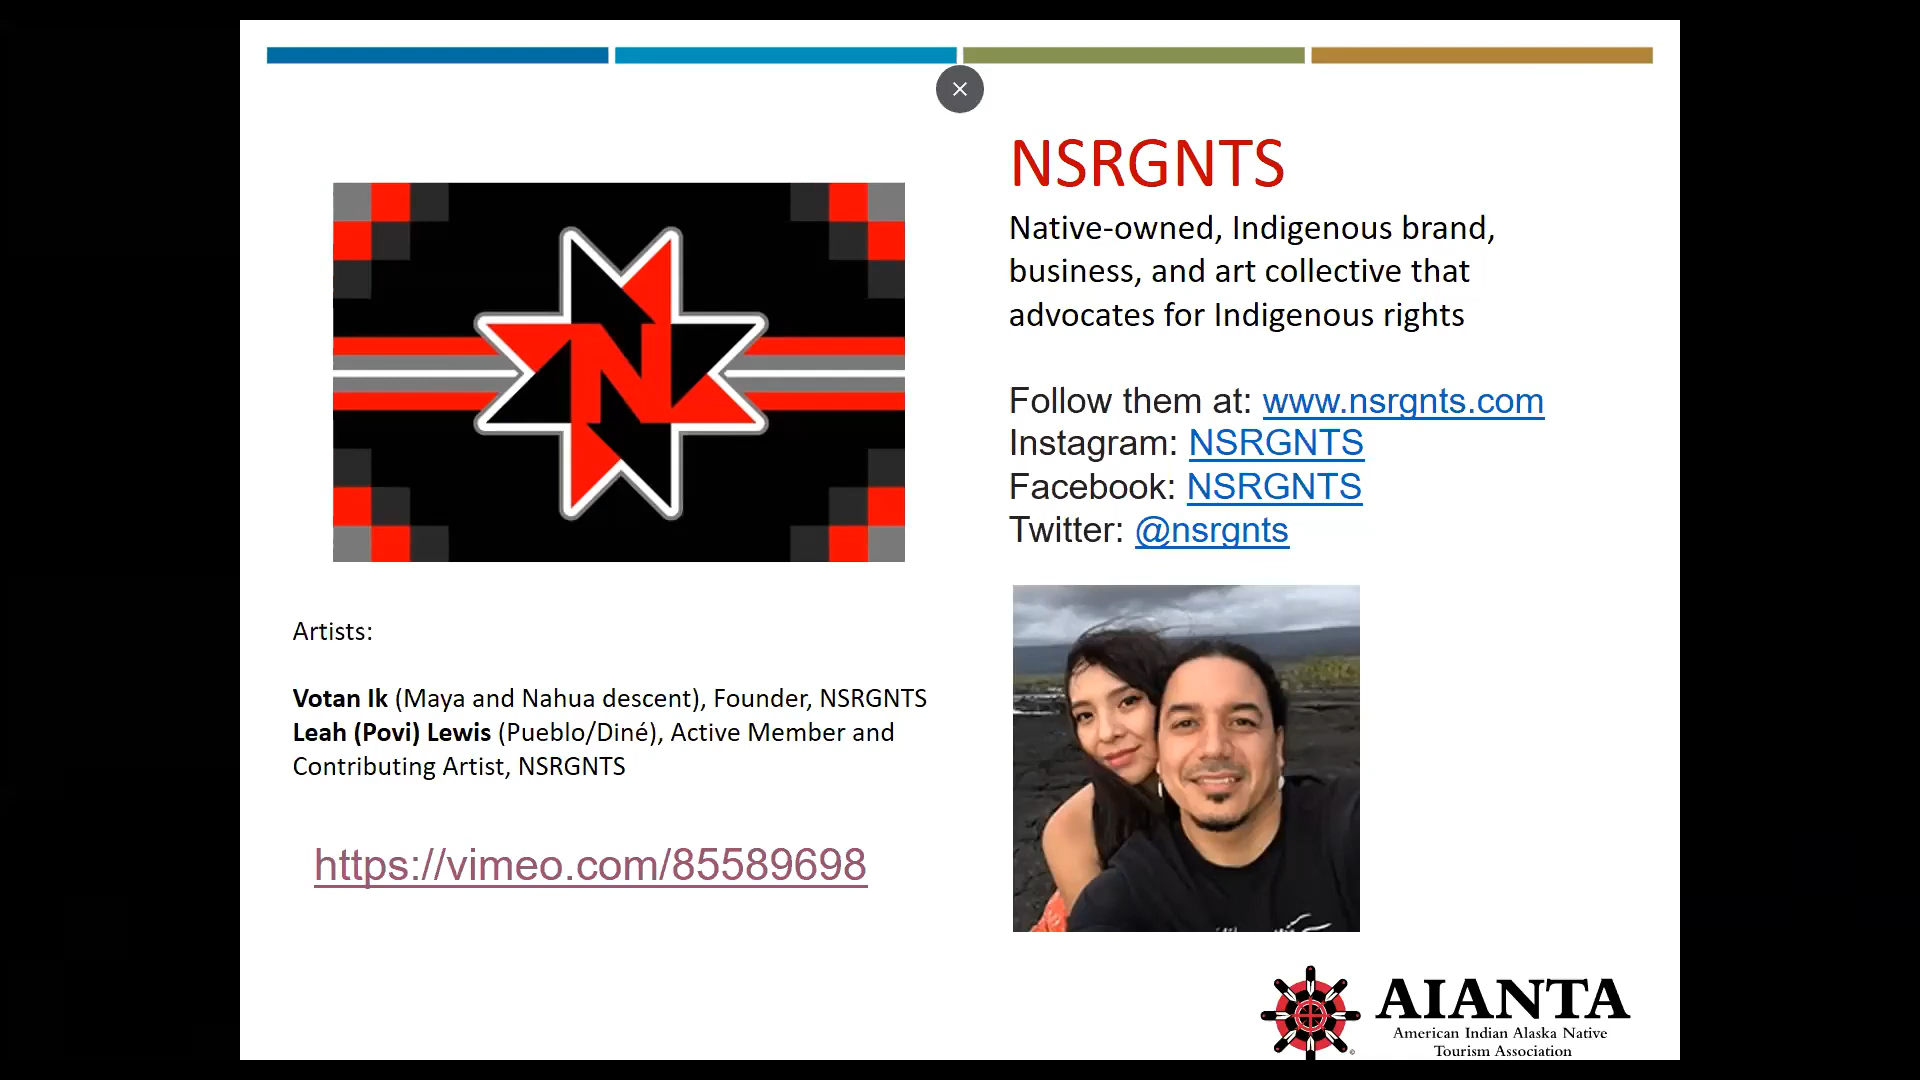 NSRGNTS
Native-owned, Indigenous brand,
business, and art collective that
advocates for Indigenous rights
Follow them at: www.nsrgnts.com
Instagram: NSRGNTS
Facebook: NSRGNTS
Twitter: @nsrgnts
N
Artists:
Votan Ik (Maya and Nahua descent), Founder, NSRGNTS
Leah (Povi) Lewis (Pueblo/Diné), Active Member and
Contributing Artist, NSRGNTS
https://vimeo.com/85589698
AIANTA
American Indian Alaska Native
Tourism Association